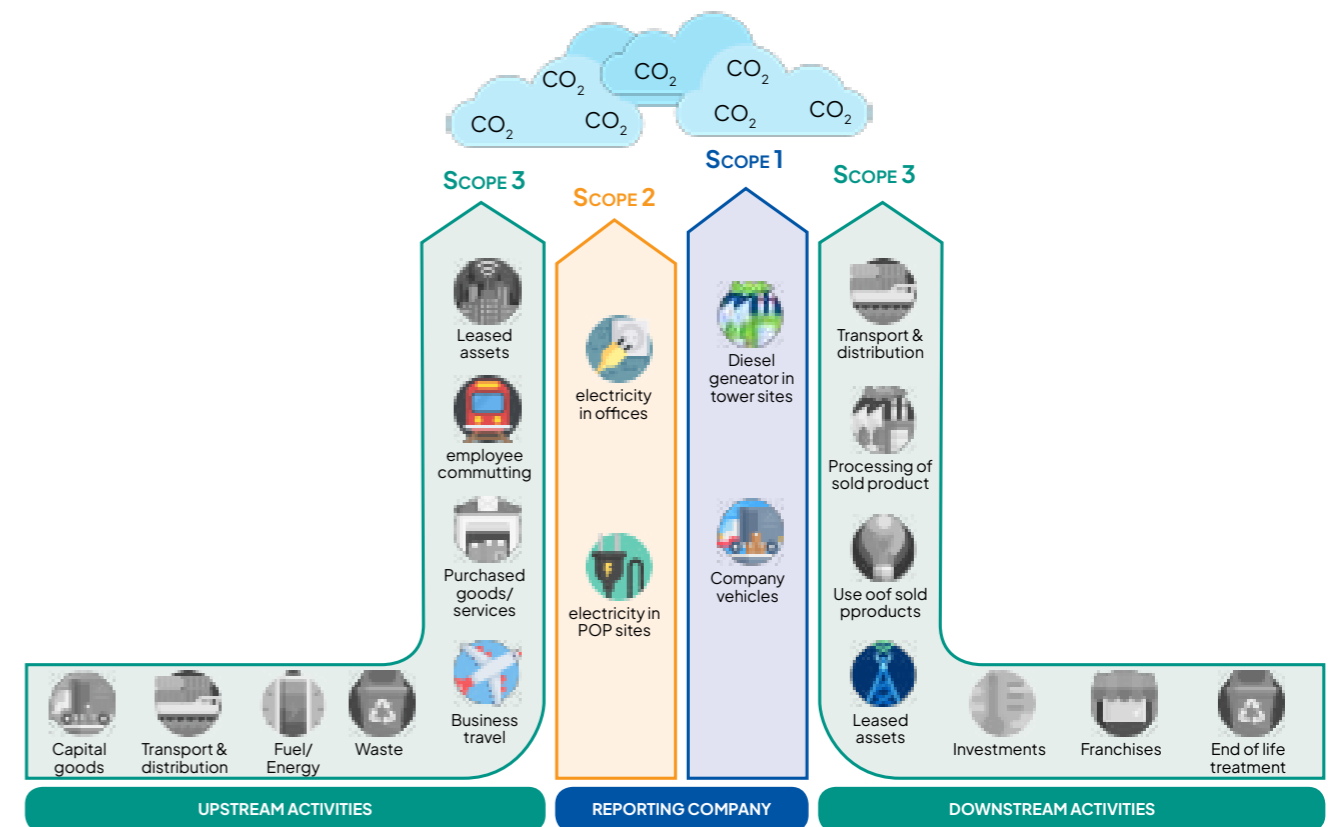 CO2
CO2
CO2
CO2
CO2
CO2
CO2
SCOPE 1
SCOPE 3
SCOPE 3
SCOPE 2
Leased
assets
employee
commutting
Purchased
goods/
services
Business
travel
Capital
goods
Transport &
distribution
Fuel/
Energy
Waste
electricity
in offices
electricity in
POP sites
Diesel
geneator in
tower sites
Company
vehicles
Transport &
distribution
Processing of
sold product
Use oof sold
pproducts
Leased
assets
Investments
Franchises
End of life
treatment
UPSTREAM ACTIVITIES
REPORTING COMPANY
DOWNSTREAM ACTIVITIES